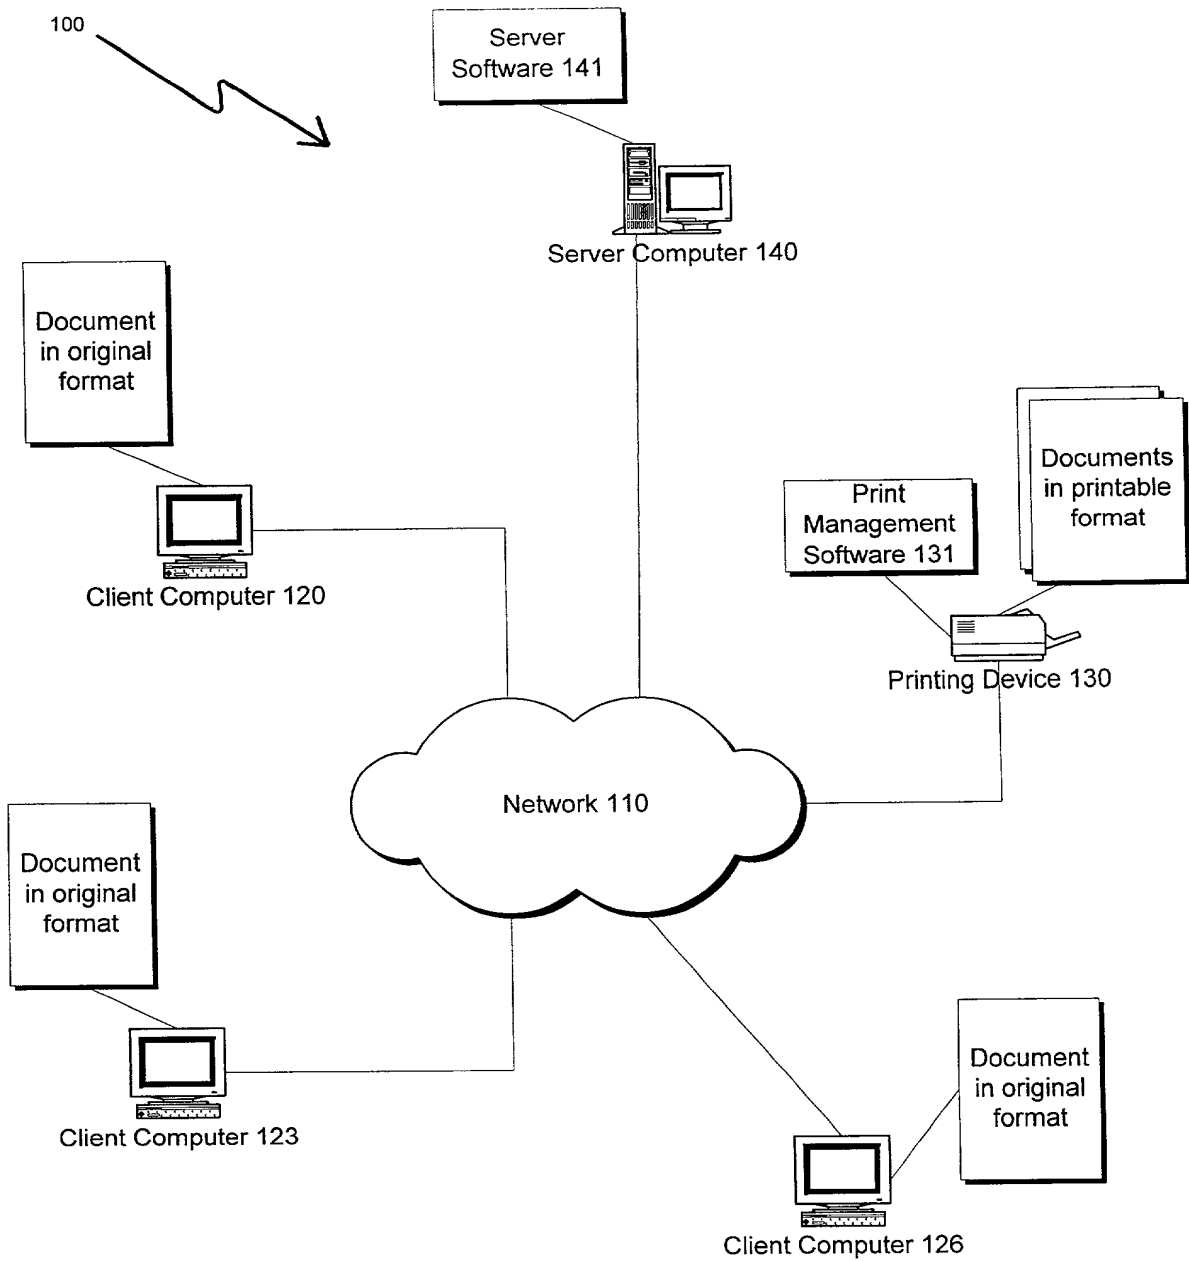 100
Server
Software 141
Server Computer 140
Document
in original
format
Client Computer 120
Documents
in printable
format
Print
Management
Software 131
Printing Device 130
Network 110
Document
in original
format
Client Computer 123
Document
in original
format
Client Computer 126